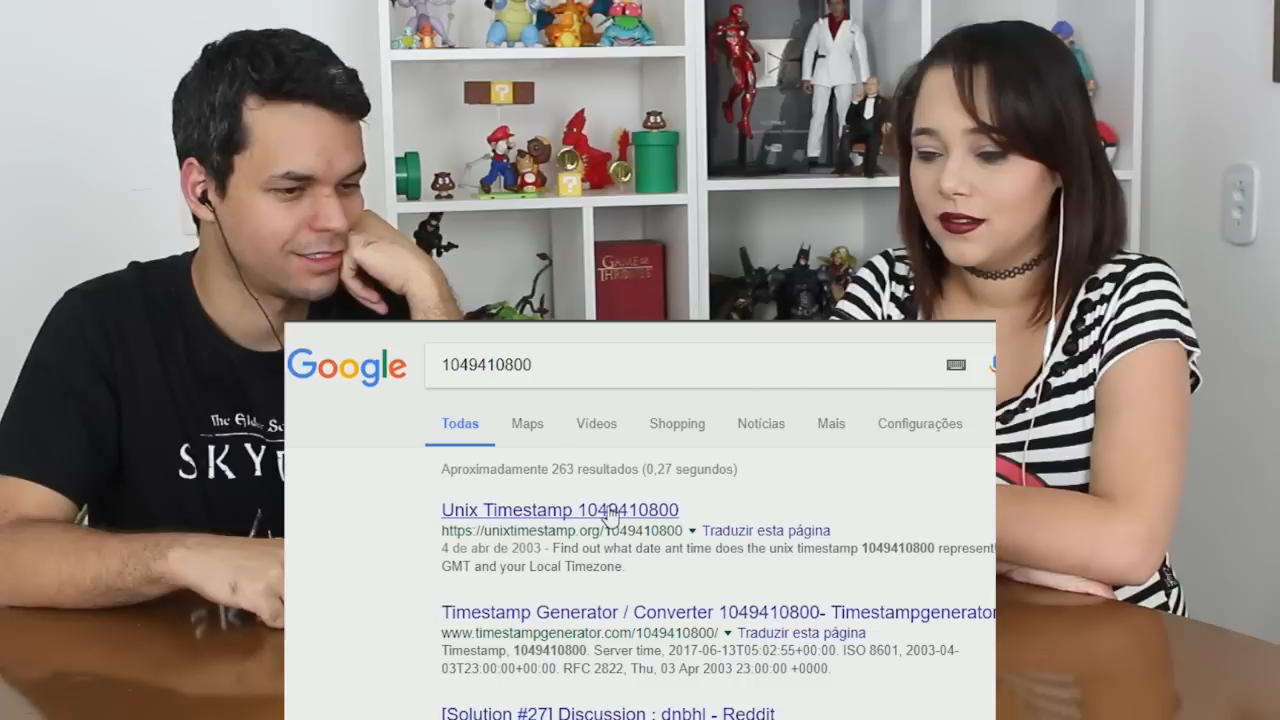 ?
?
GAME OF
THRONES
The Elder Sc
SKY
Google
1049410800
Todas Maps Vídeos Shopping Notícias Mais Configurações
Aproximadamente 263 resultados (0,27 segundos)
Unix Timestamp 1049410800
https://unixtimestamp.org/1049410800 Traduzir esta página
4 de abr de 2003 - Find out what date ant time does the unix timestamp 1049410800 represent
GMT and your Local Timezone.
Timestamp Generator / Converter 1049410800- Timestampgenerator
www.timestampgenerator.com/1049410800/ Traduzir esta página
Timestamp, 1049410800. Server time, 2017-06-13T05:02:55+00:00. ISO 8601, 2003-04-
03T23:00:00+00:00. RFC 2822, Thu, 03 Apr 2003 23:00:00 +0000.
[Solution #27] Discussion : dnbhl - Reddit